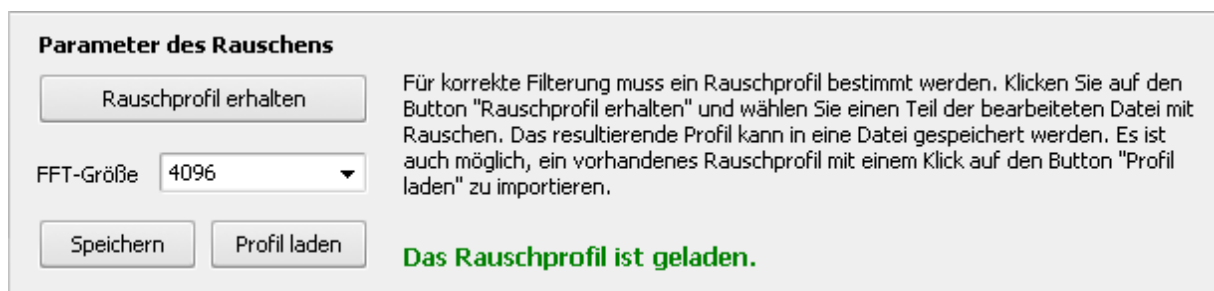 Parameter des Rauschens
Rauschprofil erhalten
Für korrekte Filterung muss ein Rauschprofil bestimmt werden. Klicken Sie auf den
Button "Rauschprofil erhalten" und wählen Sie einen Teil der bearbeiteten Datei mit
Rauschen. Das resultierende Profil kann in eine Datei gespeichert werden. Es ist
auch möglich, ein vorhandenes Rauschprofil mit einem Klick auf den Button "Profil
laden" zu importieren.
FFT-Größe 4096
Speichern Profil laden
Das Rauschprofil ist geladen.